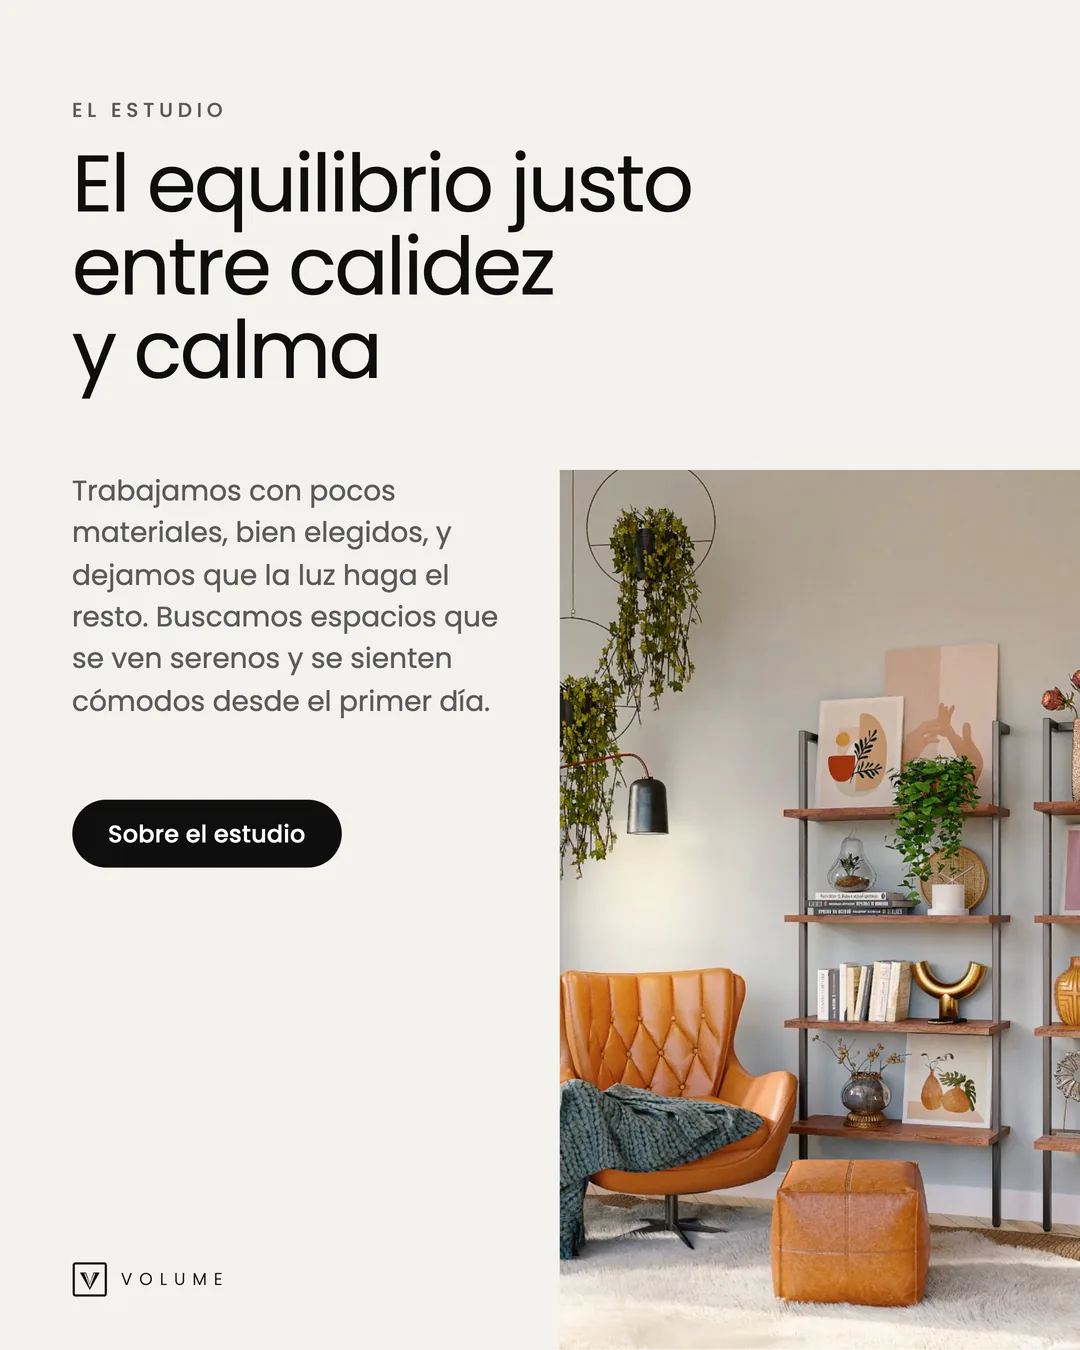 EL ESTUDIO
El equilibrio justo
entre calidez
y calma
Trabajamos con pocos
materiales, bien elegidos, y
dejamos que la luz haga el
resto. Buscamos espacios que
se ven serenos y se sienten
cómodos desde el primer día.
Sobre el estudio
V VOLUME